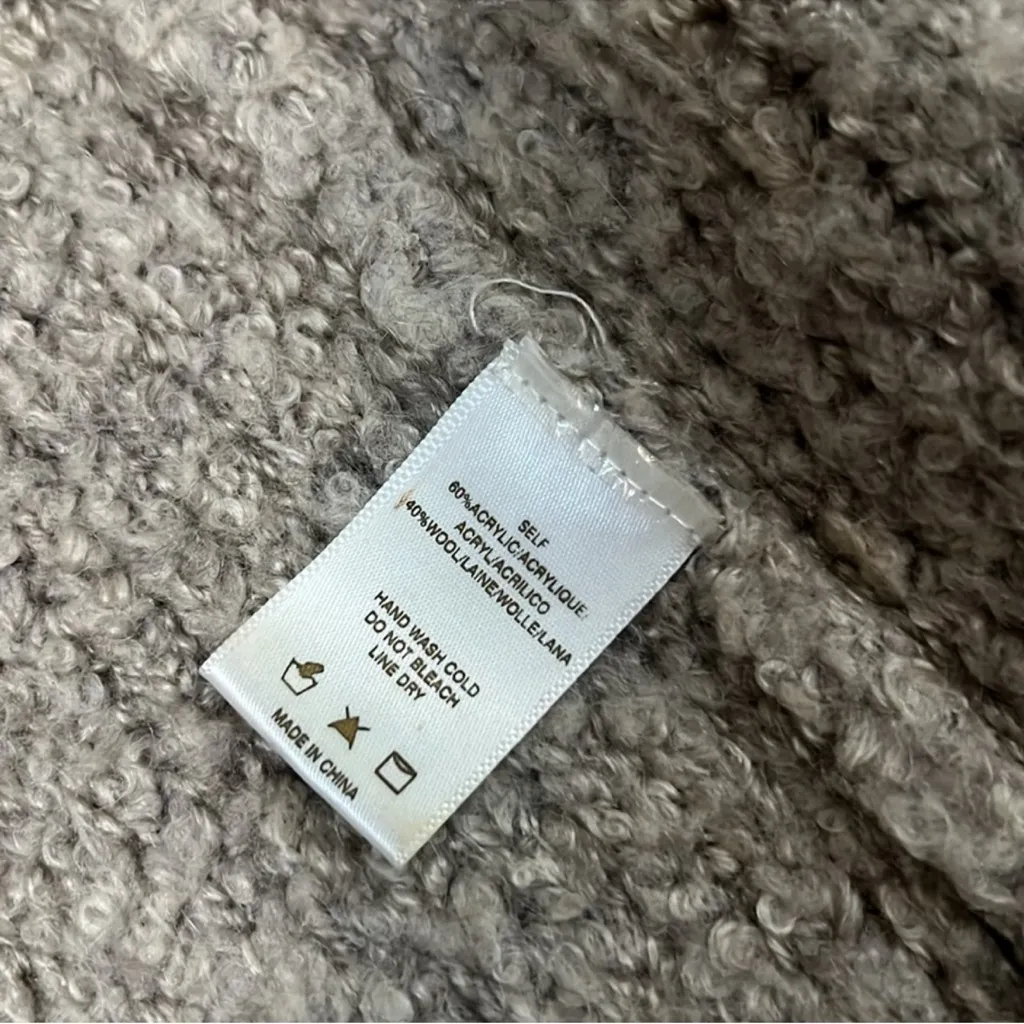 SELF
60%ACRYLIC/ACRYLIQUE/
ACRYL/ACRILICO
40%WOOL/LAINE/WOLLE/LANA
HAND WASH COLD
DO NOT BLEACH
LINE DRY
MADE IN CHINA